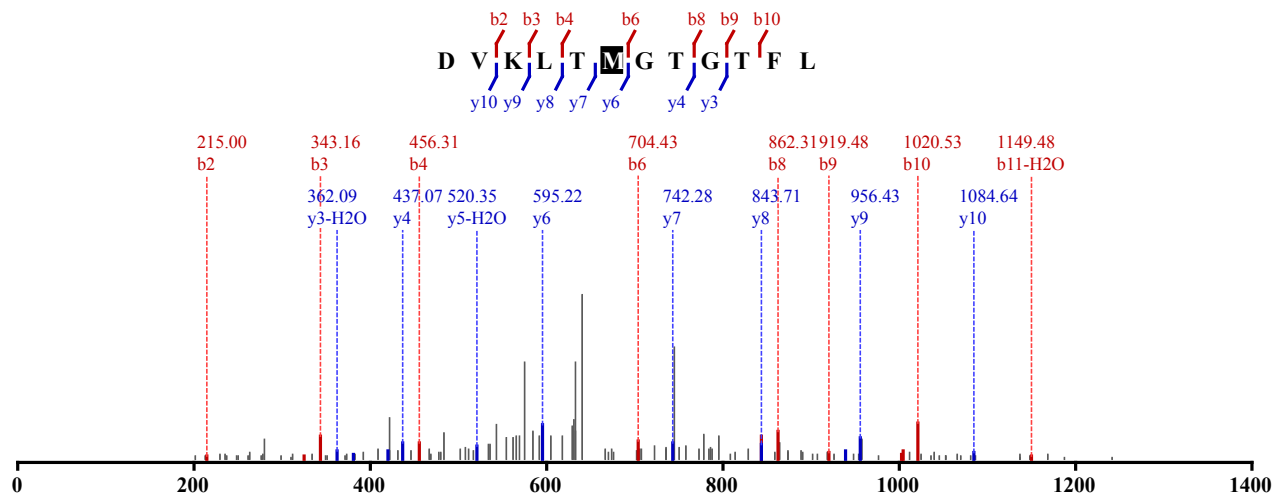 b2 b3 b4 b6 b8 b9 b10
D V K L T M G T G T F L
y10 y9 y8 y7 y6 y4 y3
215.00 343.16 456.31 704.43 862.31 919.48 1020.53 1149.48
b2 b3 b4 b6 b8 b9 b10 b11-H2O
362.09 437.07 520.35 595.22 742.28 843.71 956.43 1084.64
y3-H2O y4 y5-H2O y6 y7 y8 y9 y10
0 200 400 600 800 1000 1200 1400